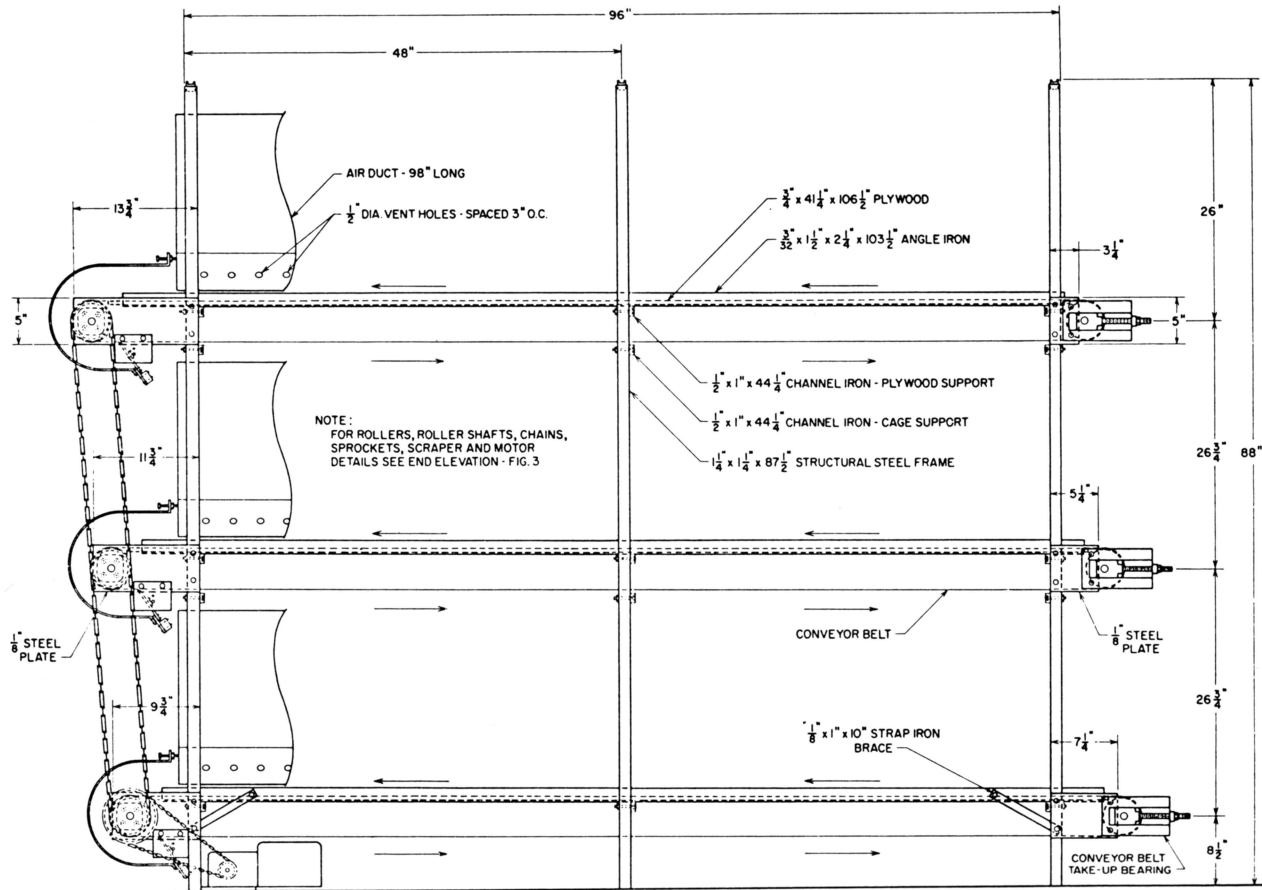 96"
48"
AIR DUCT - 98" LONG
1/2" DIA. VENT HOLES - SPACED 3" O.C.
13 3/4"
3/4" x 41 1/4" x 106 1/2" PLYWOOD
3/32" x 1 1/2" x 2 1/4" x 103 1/2" ANGLE IRON
26"
3 1/4"
5"
5"
1/2" x 1" x 44 1/4" CHANNEL IRON - PLYWOOD SUPPORT
1/2" x 1" x 44 1/4" CHANNEL IRON - CAGE SUPPORT
1 1/4" x 1 1/4" x 87 1/2" STRUCTURAL STEEL FRAME
NOTE:
FOR ROLLERS, ROLLER SHAFTS, CHAINS,
SPROCKETS, SCRAPER AND MOTOR
DETAILS SEE END ELEVATION - FIG. 3
11 3/4"
26 3/4"
88"
5 1/4"
1/8" STEEL
PLATE
CONVEYOR BELT
1/8" STEEL
PLATE
9 3/4"
26 3/4"
1/8" x 1" x 10" STRAP IRON
BRACE
7 1/4"
8 1/2"
CONVEYOR BELT
TAKE-UP BEARING